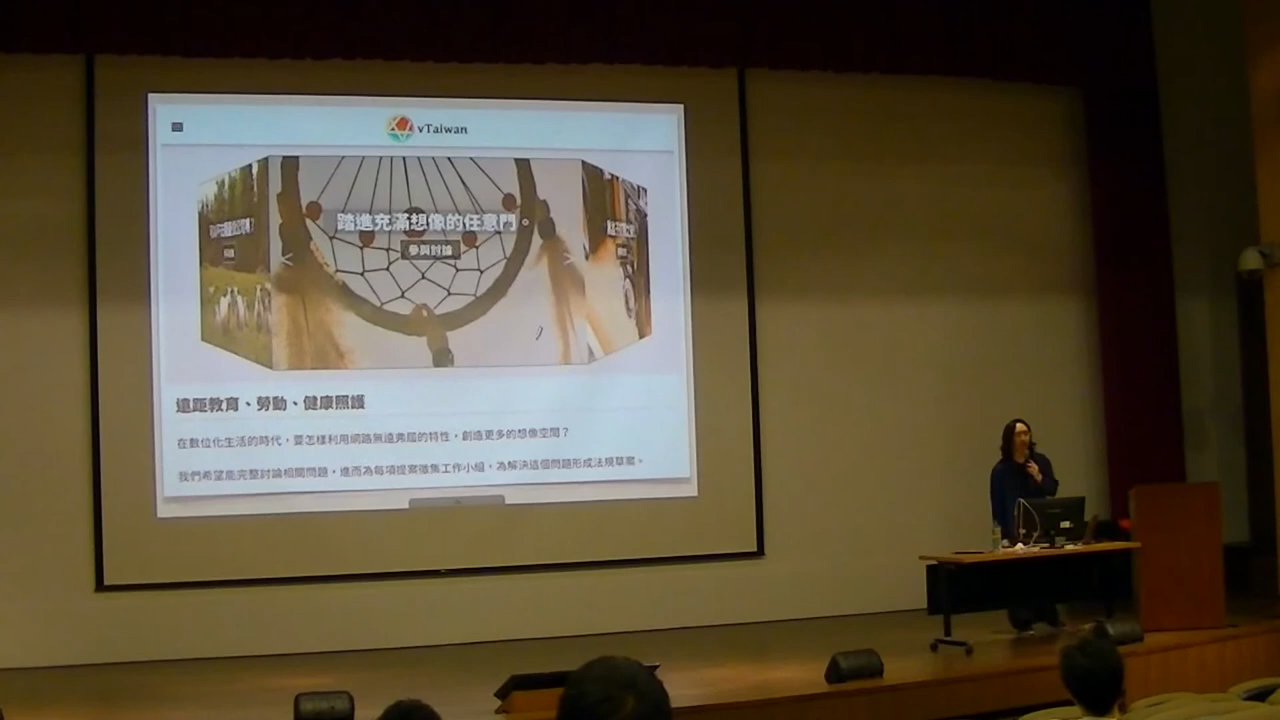 vTaiwan
踏進充滿想像的任意門。
參與討論
遠距教育、勞動、健康照護
在數位化生活的時代，要怎樣利用網路無遠弗屆的特性，創造更多的想像空間？
我們希望能完整討論相關問題，進而為每項提案徵集工作小組，為解決這個問題形成法規草案。